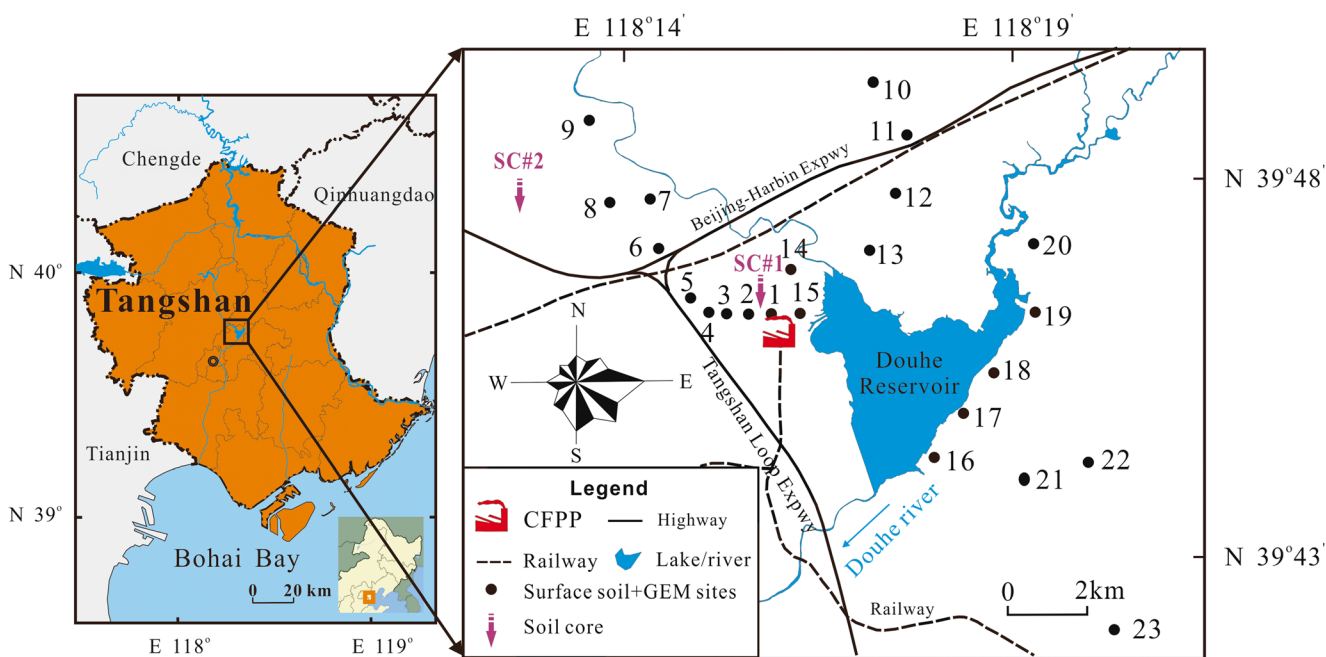 E 118°14'
E 118°19'
10
9
11
Chengde
SC#2
Beijing-Harbin Expwy
Qinhuangdao
N 39°48'
8
7
12
6
14
13
20
N 40°
SC#1
Tangshan
5
4
3
2
1
15
19
N
W
E
S
Tangshan Loop Expwy
Douhe
Reservoir
18
17
Tianjin
16
22
21
Legend
CFPP
Highway
Railway
Lake/river
Surface soil+GEM sites
Soil core
Douhe river
N 39°
N 39°43'
Bohai Bay
0 20 km
0 2km
Railway
23
E 118°
E 119°